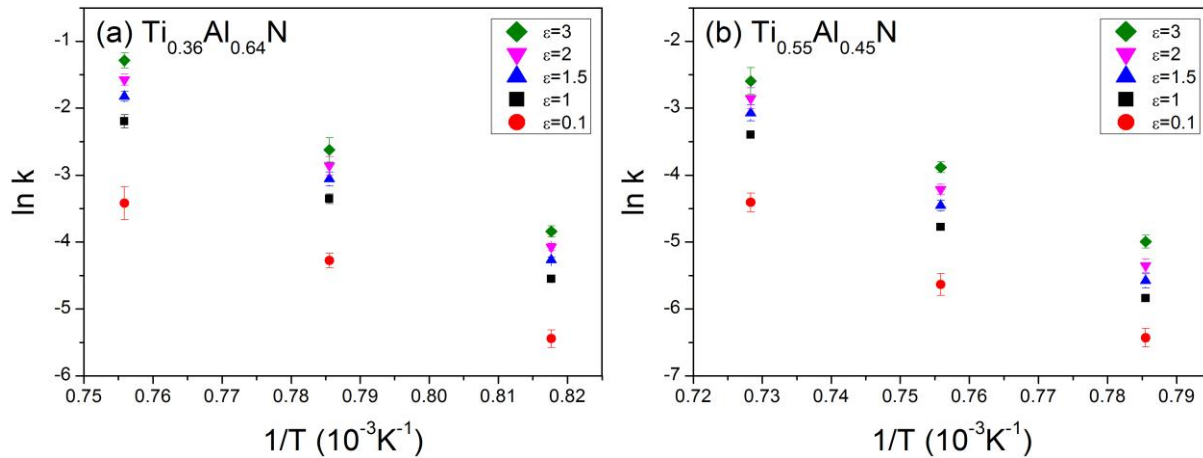 (a) Ti0.36Al0.64N
ε=3
ε=2
ε=1.5
ε=1
ε=0.1
-1
-2
-3
-4
-5
-6
ln k
0.75 0.76 0.77 0.78 0.79 0.80 0.81 0.82
1/T (10-3K-1)
(b) Ti0.55Al0.45N
ε=3
ε=2
ε=1.5
ε=1
ε=0.1
-2
-3
-4
-5
-6
-7
ln k
0.72 0.73 0.74 0.75 0.76 0.77 0.78 0.79
1/T (10-3K-1)